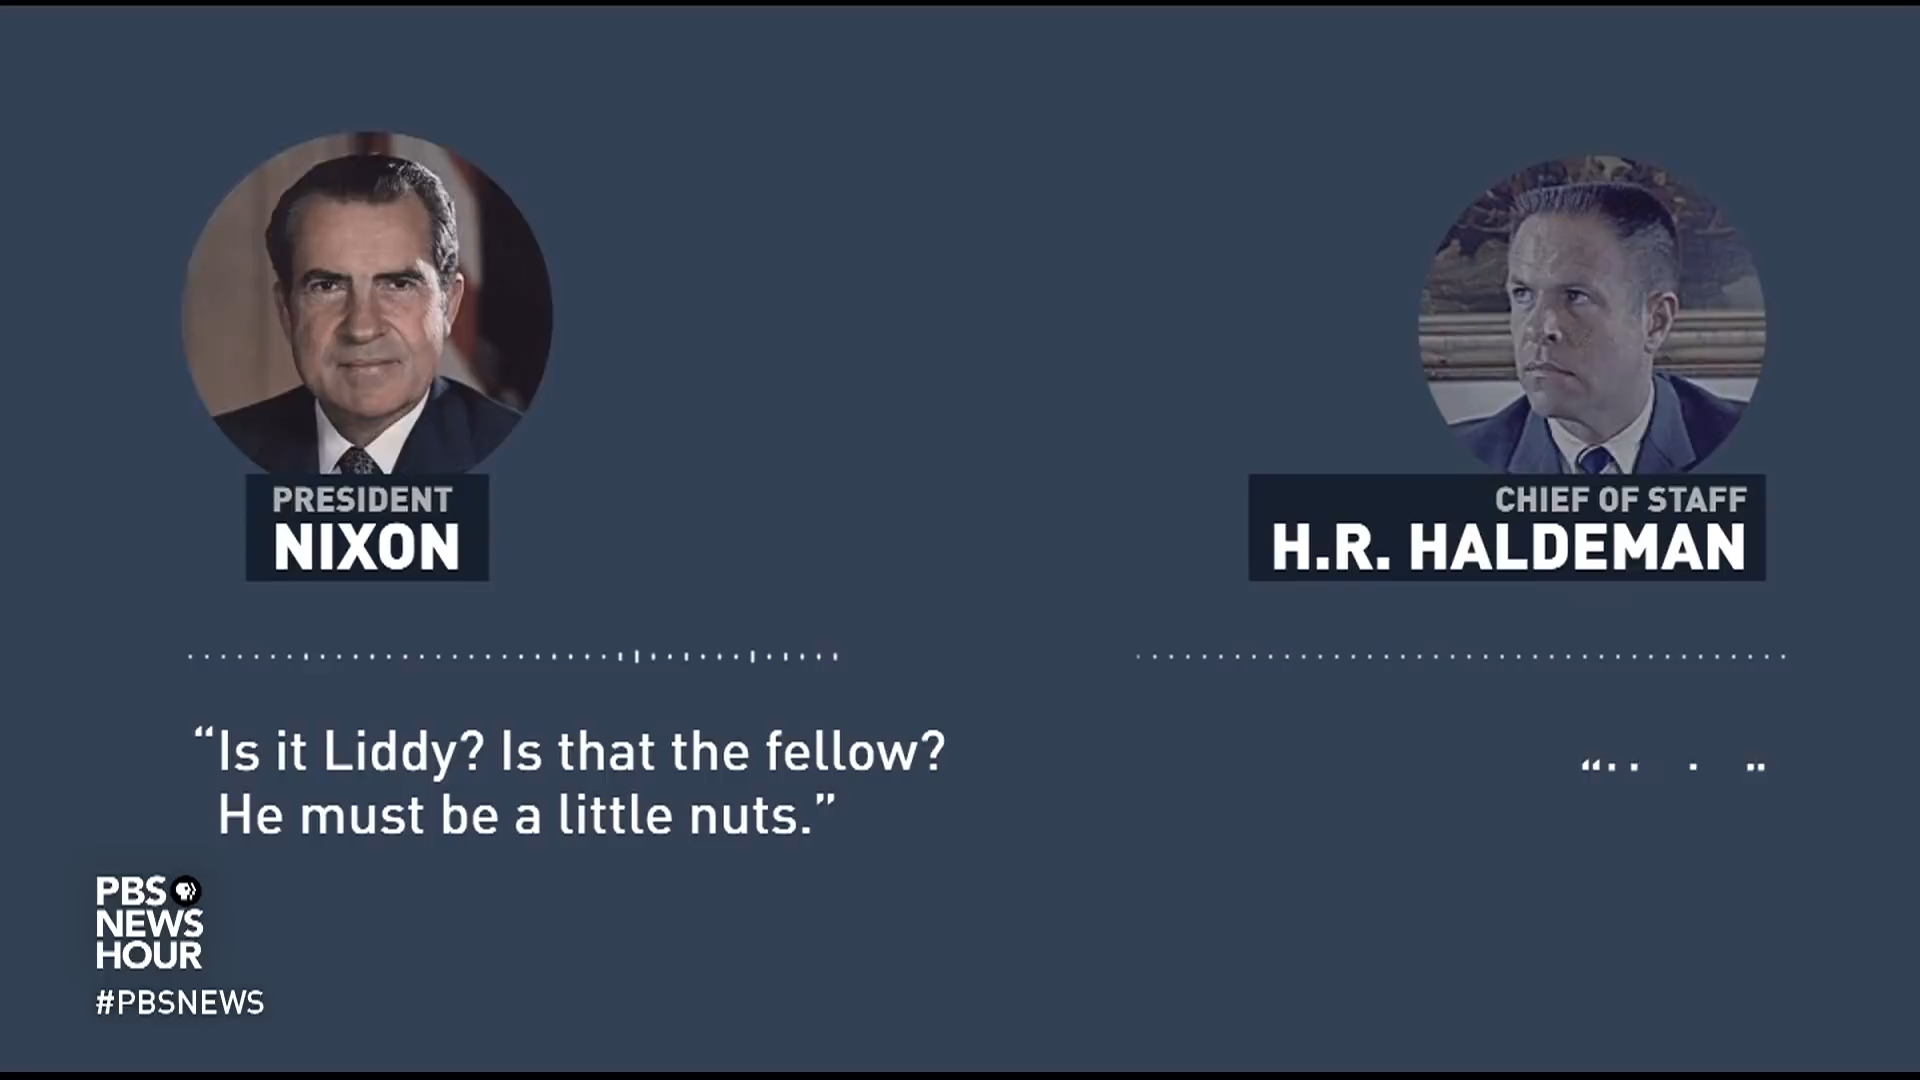 PRESIDENT
NIXON
CHIEF OF STAFF
H.R. HALDEMAN
“Is it Liddy? Is that the fellow?
He must be a little nuts.”
PBS
NEWS
HOUR
#PBSNEWS